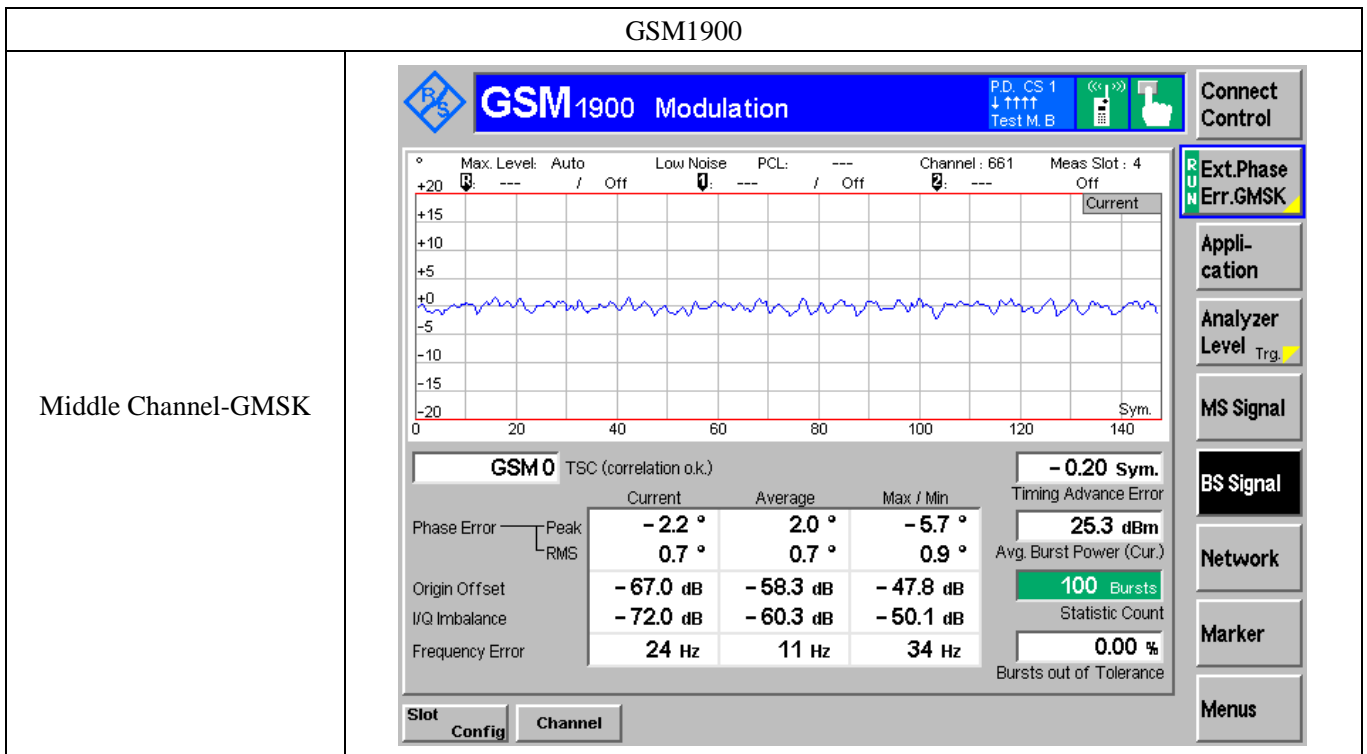 GSM1900
Middle Channel-GMSK
R/S GSM 1900 Modulation
P.D. CS 1
↓ ↑↑↑↑
Test M. B
Connect
Control
° Max. Level: Auto Low Noise PCL: --- Channel : 661 Meas Slot : 4
R: --- / Off 1: --- / Off 2: --- Off
Current
+20
+15
+10
+5
+0
-5
-10
-15
-20
Sym.
0 20 40 60 80 100 120 140
RUN
Ext.Phase
Err.GMSK
Appli-
cation
Analyzer
Level Trg.
MS Signal
BS Signal
Network
Marker
Menus
GSM 0 TSC (correlation o.k.)
Current Average Max / Min
Phase Error Peak - 2.2 ° 2.0 ° - 5.7 °
RMS 0.7 ° 0.7 ° 0.9 °
Origin Offset - 67.0 dB - 58.3 dB - 47.8 dB
I/Q Imbalance - 72.0 dB - 60.3 dB - 50.1 dB
Frequency Error 24 Hz 11 Hz 34 Hz
- 0.20 Sym.
Timing Advance Error
25.3 dBm
Avg. Burst Power (Cur.)
100 Bursts
Statistic Count
0.00 %
Bursts out of Tolerance
Slot
Config
Channel